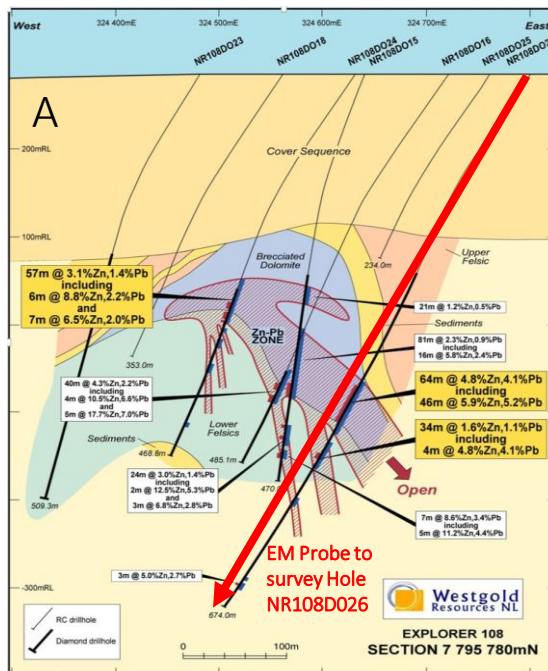 West
324 400mE
324 500mE
324 600mE
324 700mE
East
NR108DO23
NR108DO18
NR108DO24
NR108DO15
NR108DO16
NR108DO25
A
200mRL
Cover Sequence
100mRL
Brecciated
Dolomite
234.0m
Upper
Felsic
57m @ 3.1%Zn,1.4%Pb
including
6m @ 8.8%Zn,2.2%Pb
and
7m @ 6.5%Zn,2.0%Pb
21m @ 1.2%Zn,0.5%Pb
Sediments
Zn-Pb
ZONE
81m @ 2.3%Zn,0.9%Pb
including
16m @ 5.8%Zn,2.4%Pb
353.0m
40m @ 4.3%Zn,2.2%Pb
including
4m @ 10.5%Zn,6.6%Pb
and
5m @ 17.7%Zn,7.0%Pb
64m @ 4.8%Zn,4.1%Pb
including
46m @ 5.9%Zn,5.2%Pb
Lower
Felsics
34m @ 1.6%Zn,1.1%Pb
including
4m @ 4.8%Zn,4.1%Pb
Sediments
468.8m
485.1m
24m @ 3.0%Zn,1.4%Pb
including
2m @ 12.5%Zn,5.3%Pb
and
3m @ 6.8%Zn,2.8%Pb
Open
509.3m
7m @ 8.6%Zn,3.4%Pb
including
5m @ 11.2%Zn,4.4%Pb
EM Probe to
survey Hole
NR108D026
3m @ 5.0%Zn,2.7%Pb
-300mRL
674.0m
Westgold
Resources NL
RC drillhole
Diamond drillhole
0
100m
EXPLORER 108
SECTION 7 795 780mN